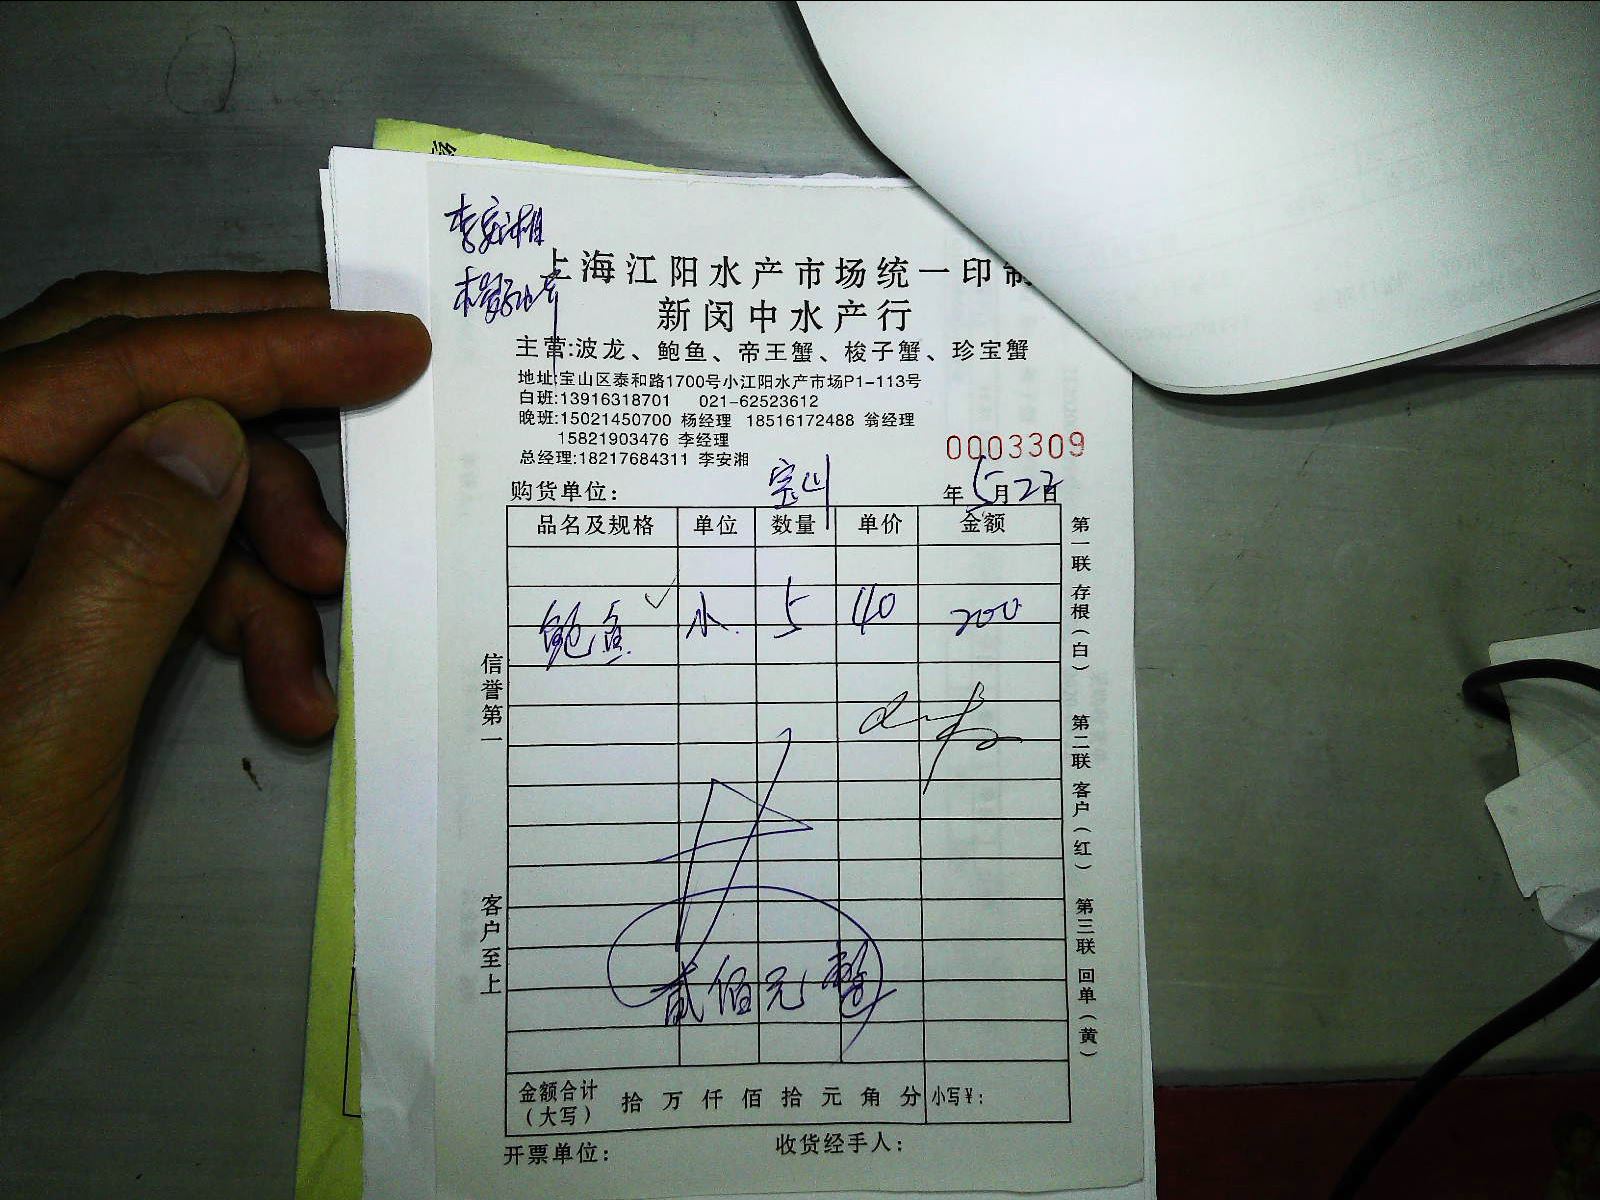 李安湘
上海江阳水产市场统一印制
新闵中水产行
主营:波龙、鲍鱼、帝王蟹、梭子蟹、珍宝蟹
地址:宝山区泰和路1700号小江阳水产市场P1-113号
白班:13916318701 021-62523612
晚班:15021450700 杨经理 18516172488 翁经理
15821903476 李经理
总经理:18217684311 李安湘
0003309
购货单位: 宝山 年 5月22日
品名及规格 单位 数量 单价 金额
鲍鱼 小 5 40 200
贰佰元整
金额合计
(大写)
拾 万 仟 佰 拾 元 角 分 小写¥:
开票单位: 收货经手人:
信誉第一
客户至上
第一联 存根(白)
第二联 客户(红)
第三联 回单(黄)